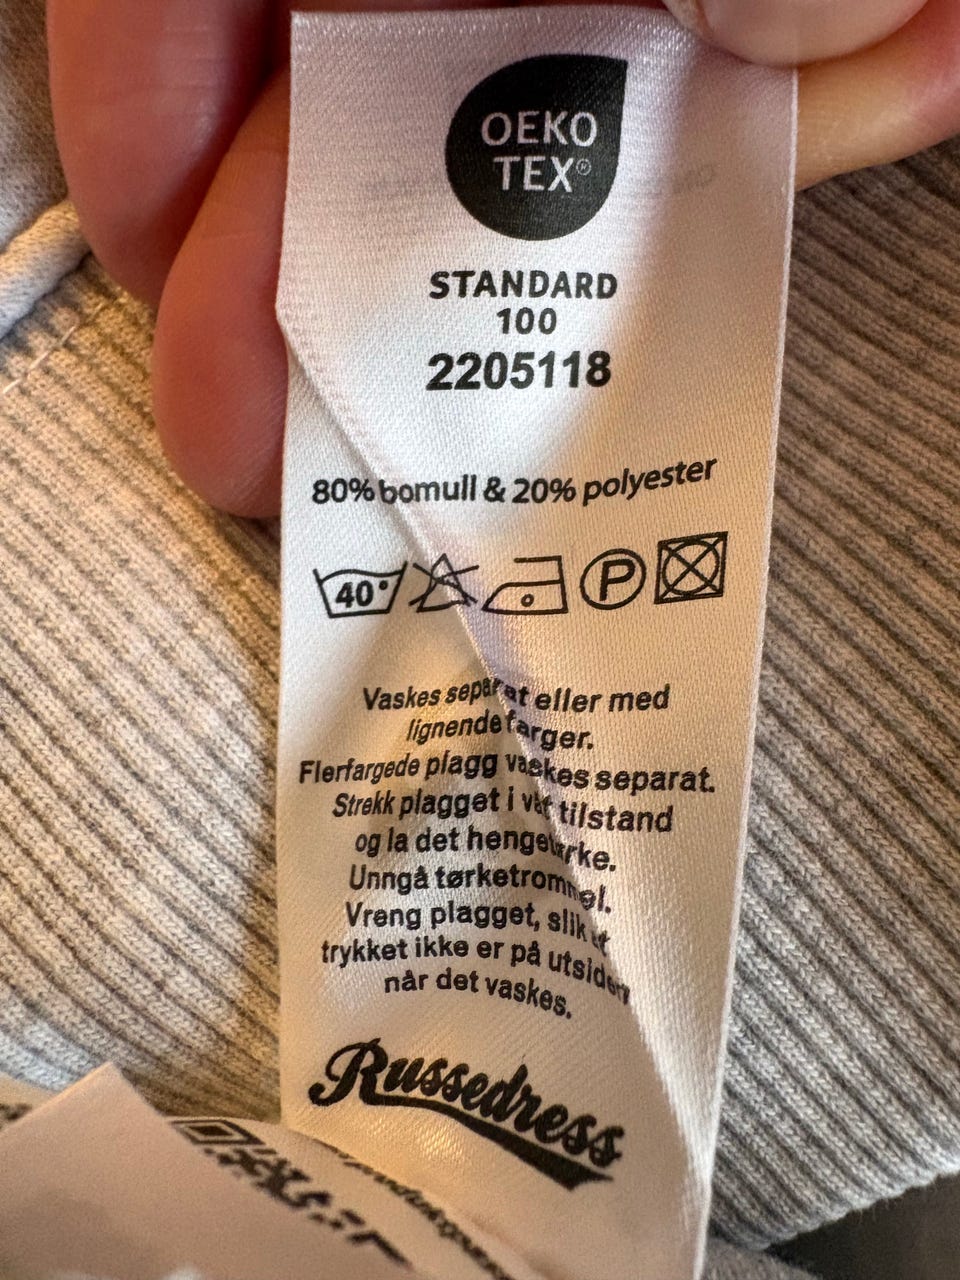 OEKO
TEX®
STANDARD
100
2205118
80% bomull & 20% polyester
40°
P
Vaskes separat eller med
lignende farger.
Flerfargede plagg vaskes separat.
Strekk plagget i våt tilstand
og la det hengetørke.
Unngå tørketrommel.
Vreng plagget, slik at
trykket ikke er på utsiden
når det vaskes.
Russedress